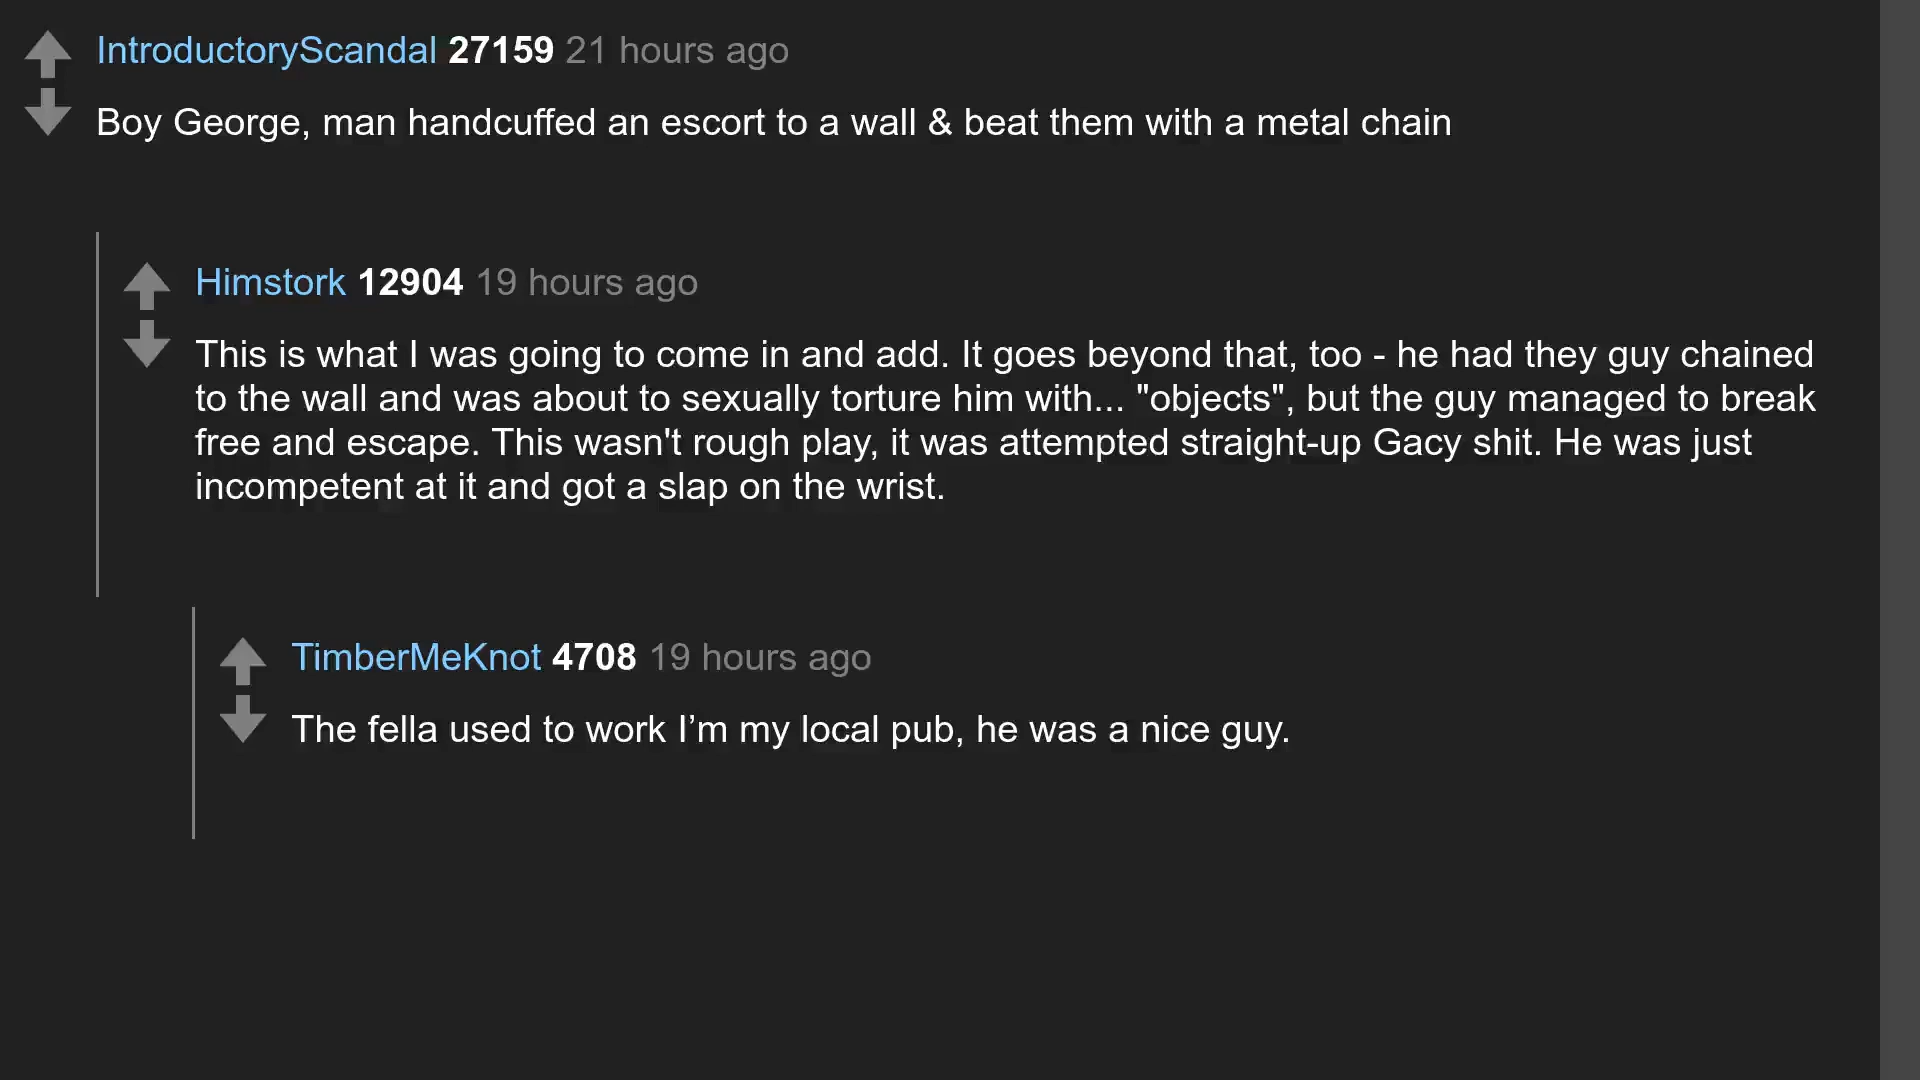 IntroductoryScandal 27159 21 hours ago
Boy George, man handcuffed an escort to a wall & beat them with a metal chain
Himstork 12904 19 hours ago
This is what I was going to come in and add. It goes beyond that, too - he had they guy chained
to the wall and was about to sexually torture him with... "objects", but the guy managed to break
free and escape. This wasn't rough play, it was attempted straight-up Gacy shit. He was just
incompetent at it and got a slap on the wrist.
TimberMeKnot 4708 19 hours ago
The fella used to work I’m my local pub, he was a nice guy.